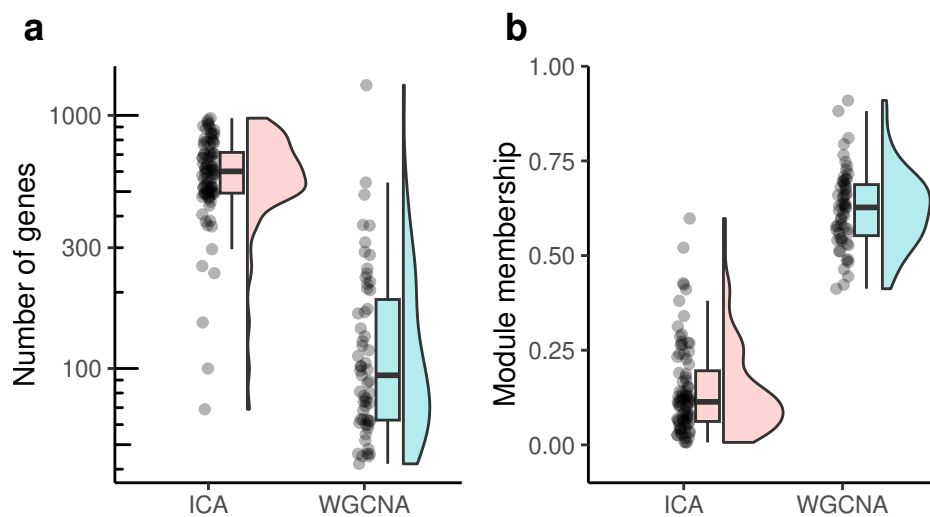 a
Number of genes
1000
300
100
ICA
WGCNA
b
Module membership
1.00
0.75
0.50
0.25
0.00
ICA
WGCNA